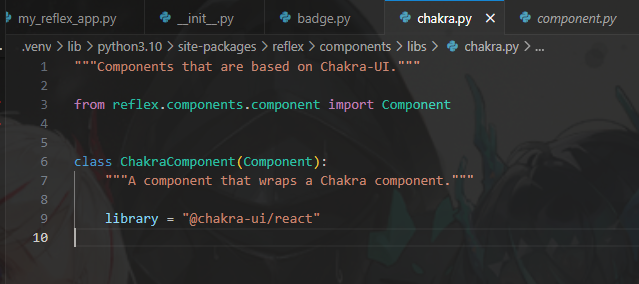 my_reflex_app.py __init__.py badge.py chakra.py × component.py
.venv > lib > python3.10 > site-packages > reflex > components > libs > chakra.py > ...
1 """Components that are based on Chakra-UI."""
2
3 from reflex.components.component import Component
4
5
6 class ChakraComponent(Component):
7 """A component that wraps a Chakra component."""
8
9 library = "@chakra-ui/react"
10